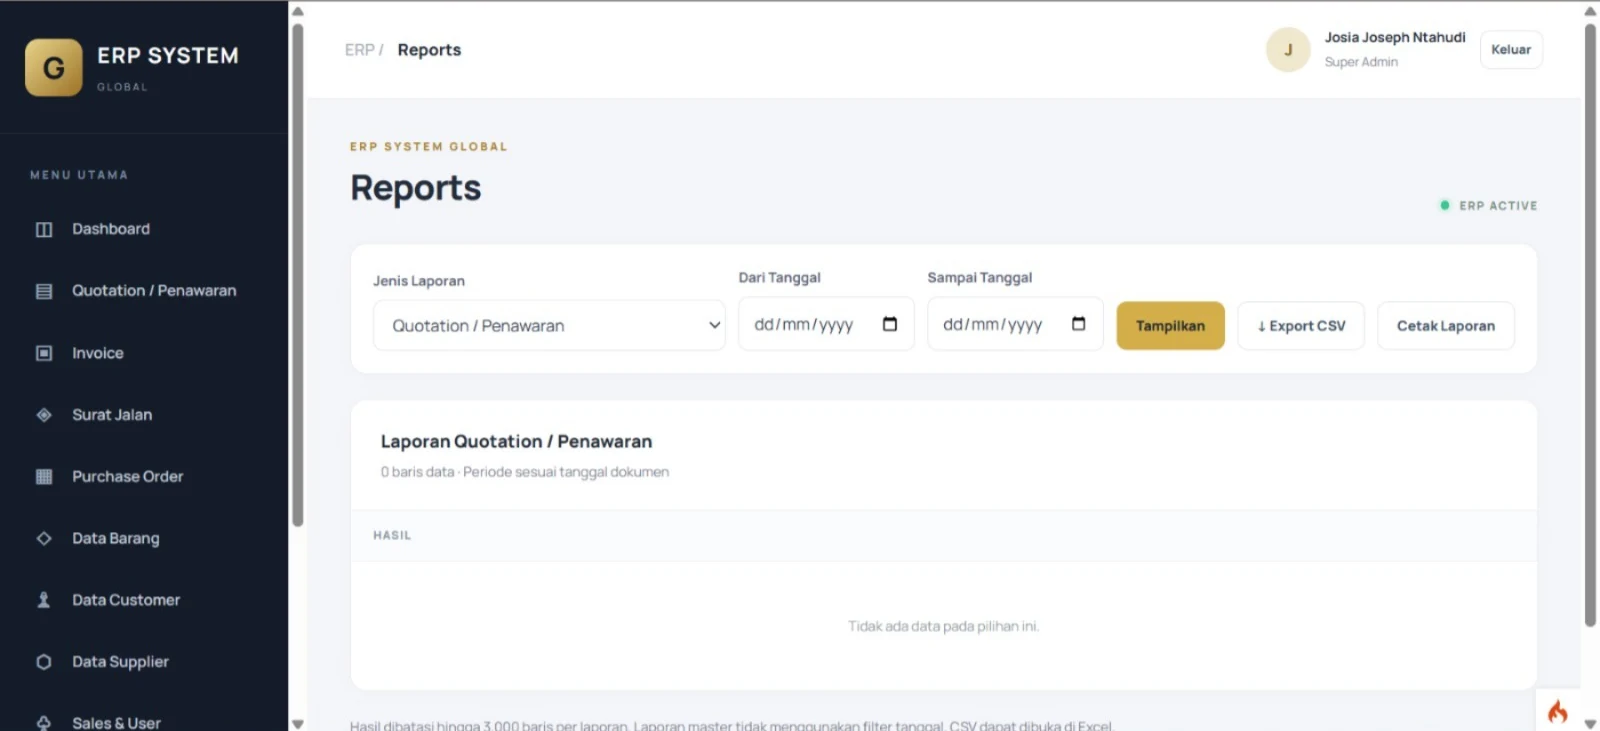 G
ERP SYSTEM
GLOBAL
MENU UTAMA
Dashboard
Quotation / Penawaran
Invoice
Surat Jalan
Purchase Order
Data Barang
Data Customer
Data Supplier
Sales & User
ERP / Reports
J
Josia Joseph Ntahudi
Super Admin
Keluar
ERP SYSTEM GLOBAL
Reports
ERP ACTIVE
Jenis Laporan
Quotation / Penawaran
Dari Tanggal
dd/mm/yyyy
Sampai Tanggal
dd/mm/yyyy
Tampilkan
↓ Export CSV
Cetak Laporan
Laporan Quotation / Penawaran
0 baris data · Periode sesuai tanggal dokumen
HASIL
Tidak ada data pada pilihan ini.
Hasil dibatasi hingga 3.000 baris per laporan. Laporan master tidak menggunakan filter tanggal. CSV dapat dibuka di Excel.